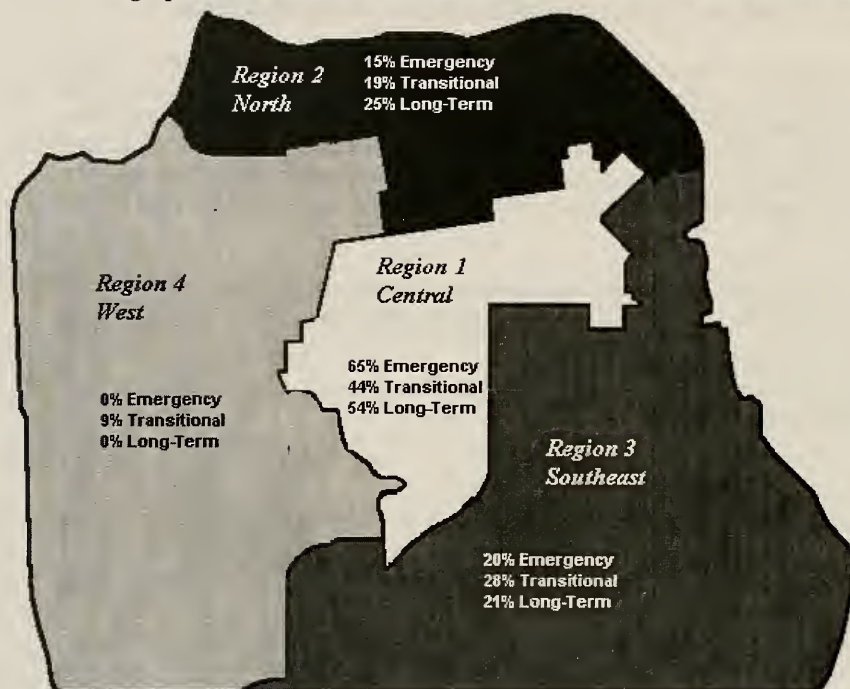 Region 2
North
15% Emergency
19% Transitional
25% Long-Term
Region 4
West
0% Emergency
9% Transitional
0% Long-Term
Region 1
Central
65% Emergency
44% Transitional
54% Long-Term
Region 3
Southeast
20% Emergency
28% Transitional
21% Long-Term